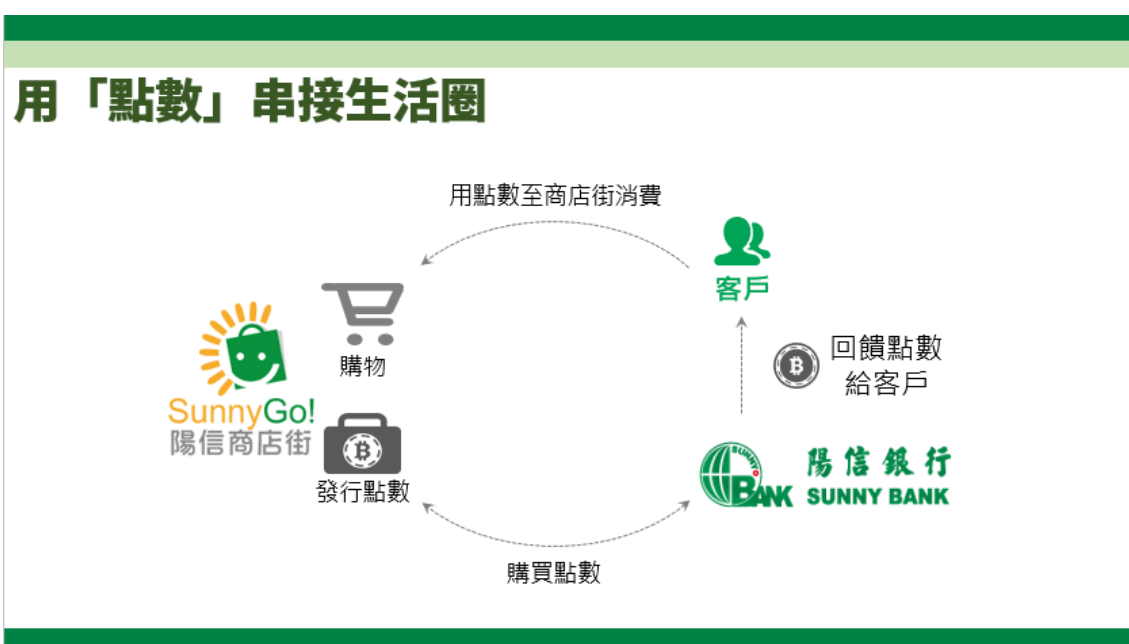 用「點數」串接生活圈
用點數至商店街消費
客戶
購物
回饋點數
給客戶
SunnyGo!
陽信商店街
發行點數
SUNNY
BANK
陽信銀行
SUNNY BANK
購買點數